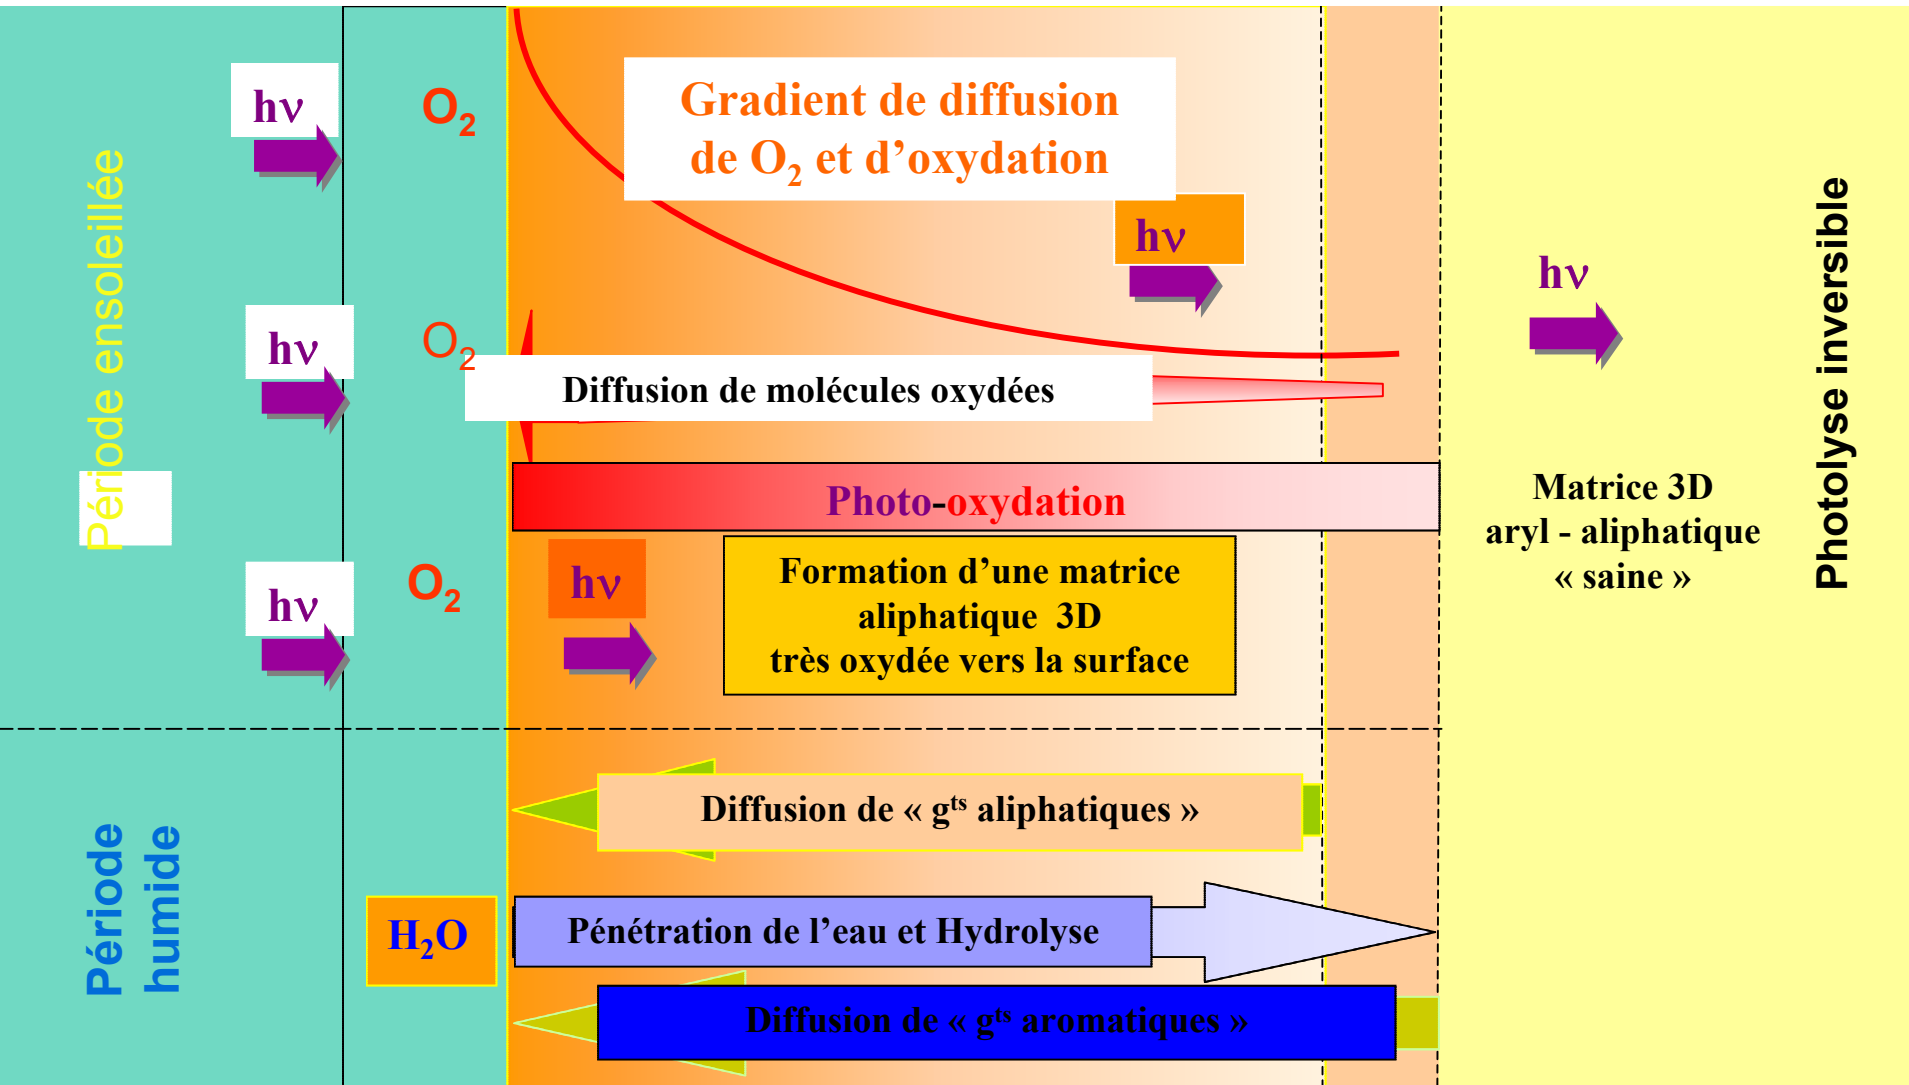 Période ensoleillée
hν
O2
Gradient de diffusion
de O2 et d’oxydation
hν
hν
hν
O2
Diffusion de molécules oxydées
Photo-oxydation
Matrice 3D
aryl - aliphatique
« saine »
Photolyse inversible
hν
O2
hν
Formation d’une matrice
aliphatique 3D
très oxydée vers la surface
Période
humide
Diffusion de « gts aliphatiques »
H2O
Pénétration de l’eau et Hydrolyse
Diffusion de « gts aromatiques »